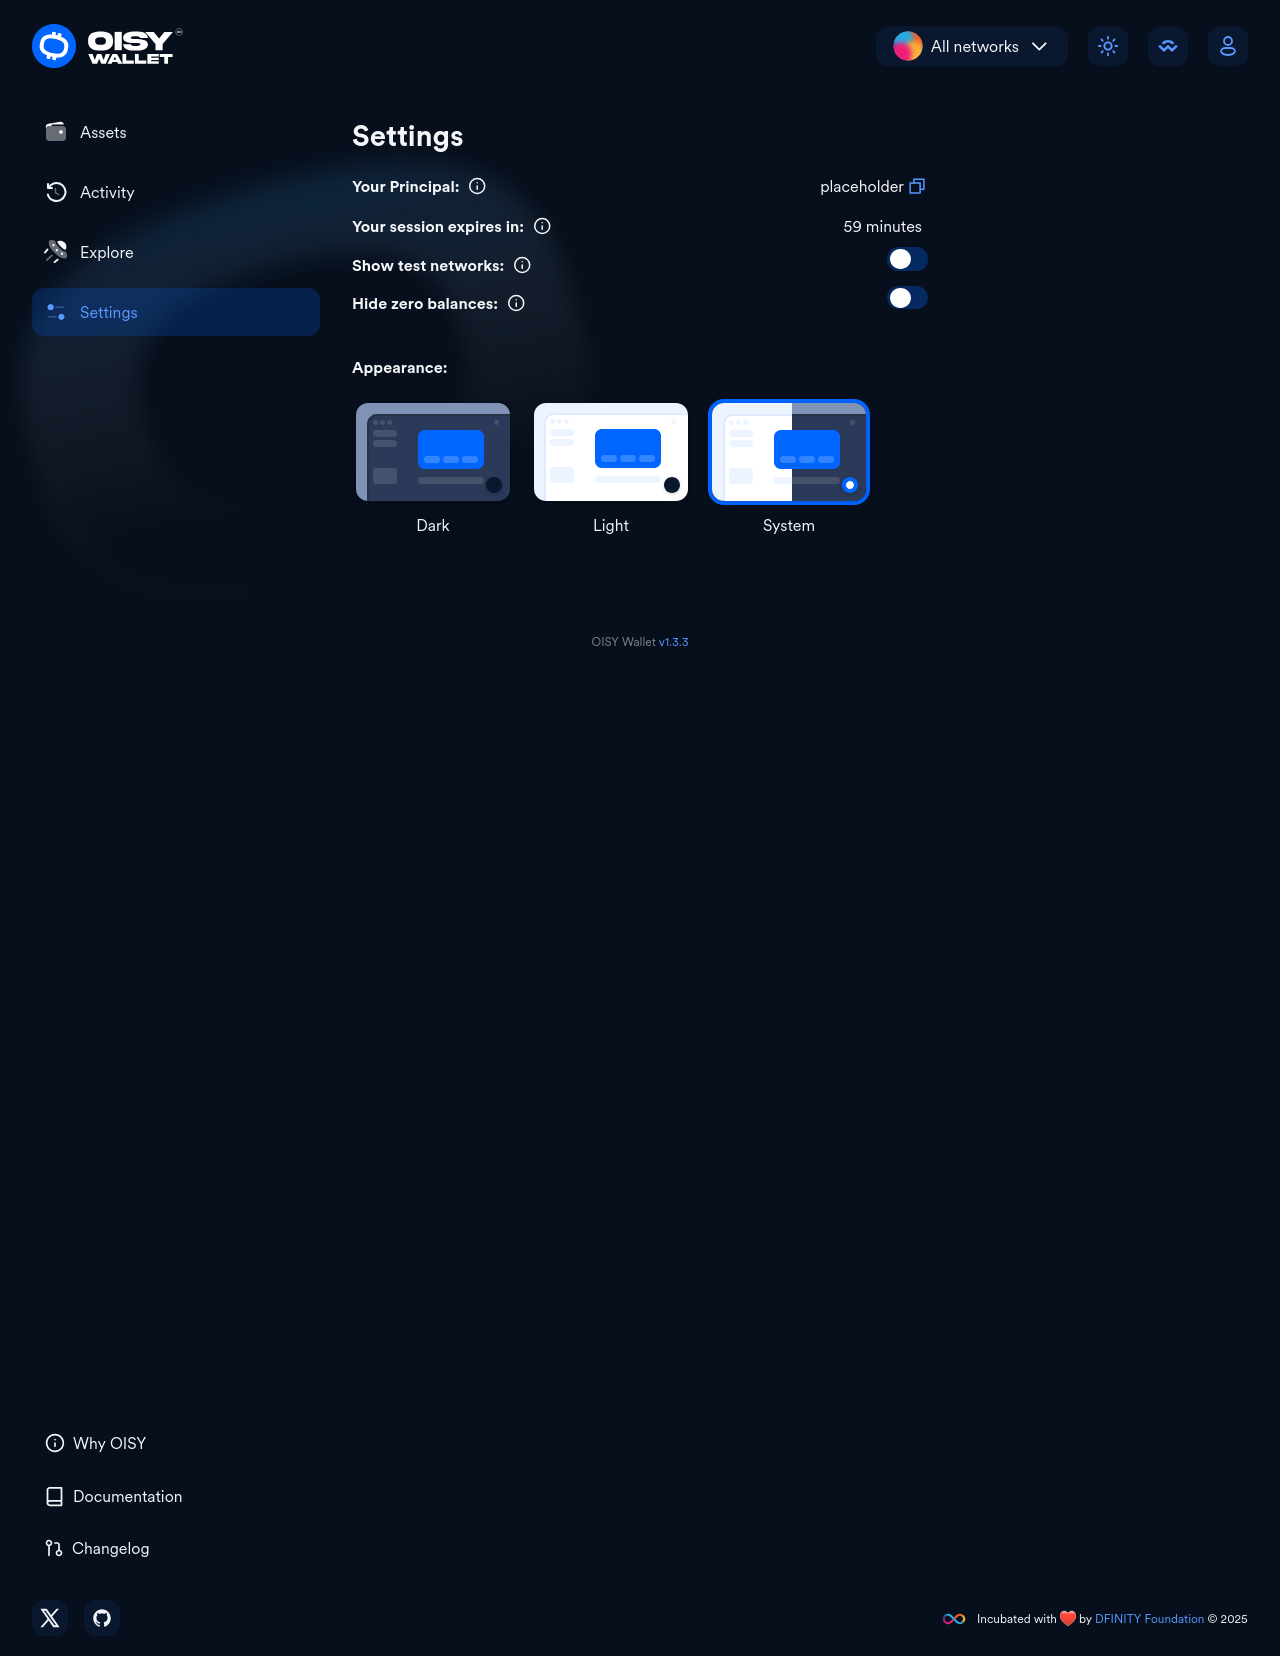 OISY
WALLET
All networks
Assets
Activity
Explore
Settings
Settings
Your Principal:
placeholder
Your session expires in:
59 minutes
Show test networks:
Hide zero balances:
Appearance:
Dark
Light
System
OISY Wallet v1.3.3
Why OISY
Documentation
Changelog
Incubated with ❤️ by DFINITY Foundation © 2025